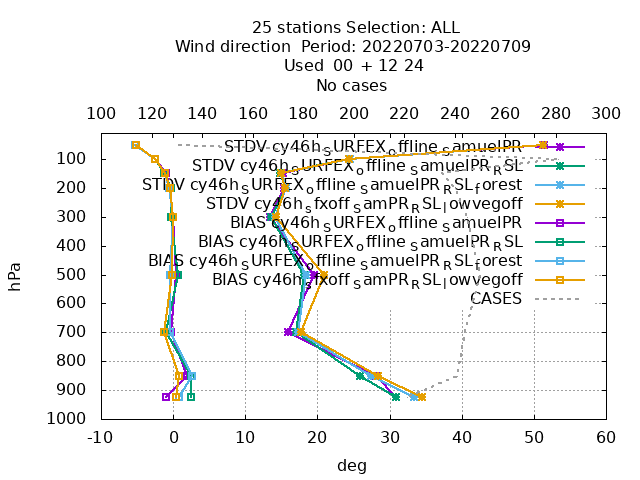 25 stations Selection: ALL
Wind direction  Period: 20220703-20220709
Used  00 + 12 24
No cases
100 120 140 160 180 200 220 240 260 280 300
STDV cy46h_SURFEX_offline_samuelPR
STDV cy46h_SURFEX_offline_samuelPR_RSL
STDV cy46h_SURFEX_offline_samuelPR_RSL_forest
STDV cy46h_sfxoff_samPR_RSL_lowvegoff
BIAS cy46h_SURFEX_offline_samuelPR
BIAS cy46h_SURFEX_offline_samuelPR_RSL
BIAS cy46h_SURFEX_offline_samuelPR_RSL_forest
BIAS cy46h_sfxoff_samPR_RSL_lowvegoff
CASES
hPa
100
200
300
400
500
600
700
800
900
1000
-10 0 10 20 30 40 50 60
deg